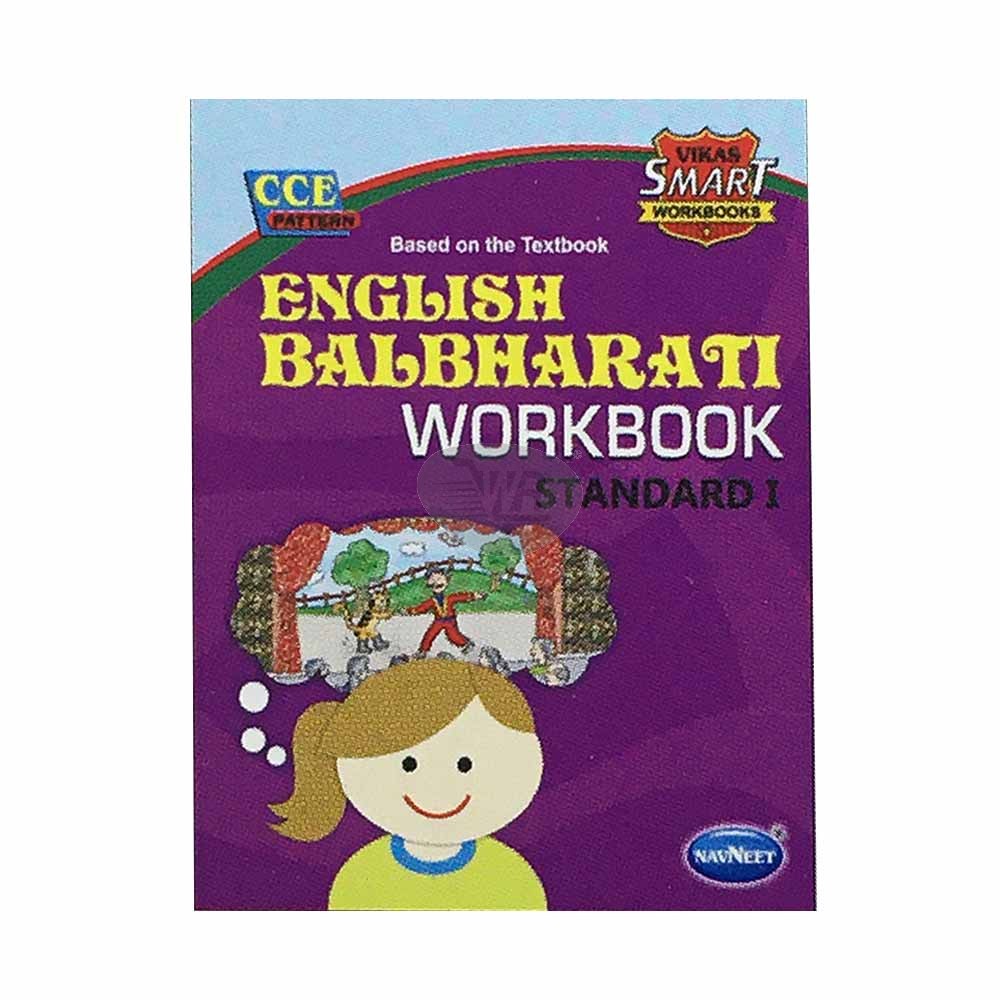 VIKAS
SMART
WORKBOOKS
CCE
PATTERN
Based on the Textbook
ENGLISH
BALBHARATI
WORKBOOK
STANDARD I
NAVNEET